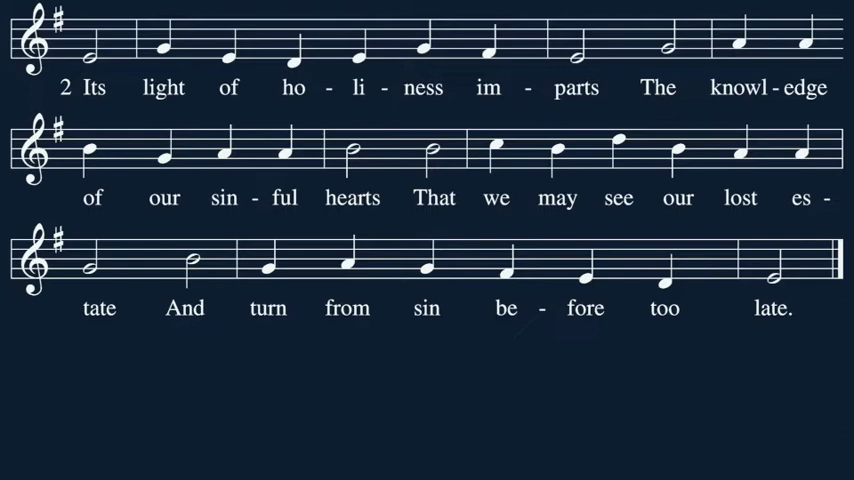 2 Its light of ho - li - ness im - parts The knowl - edge
of our sin - ful hearts That we may see our lost es -
tate And turn from sin be - fore too late.